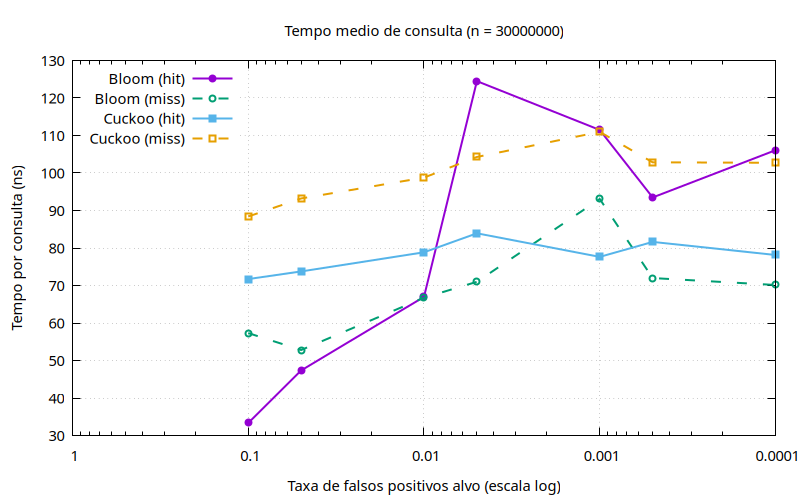 Tempo medio de consulta (n = 30000000)
Bloom (hit)
Bloom (miss)
Cuckoo (hit)
Cuckoo (miss)
Tempo por consulta (ns)
130
120
110
100
90
80
70
60
50
40
30
1 0.1 0.01 0.001 0.0001
Taxa de falsos positivos alvo (escala log)